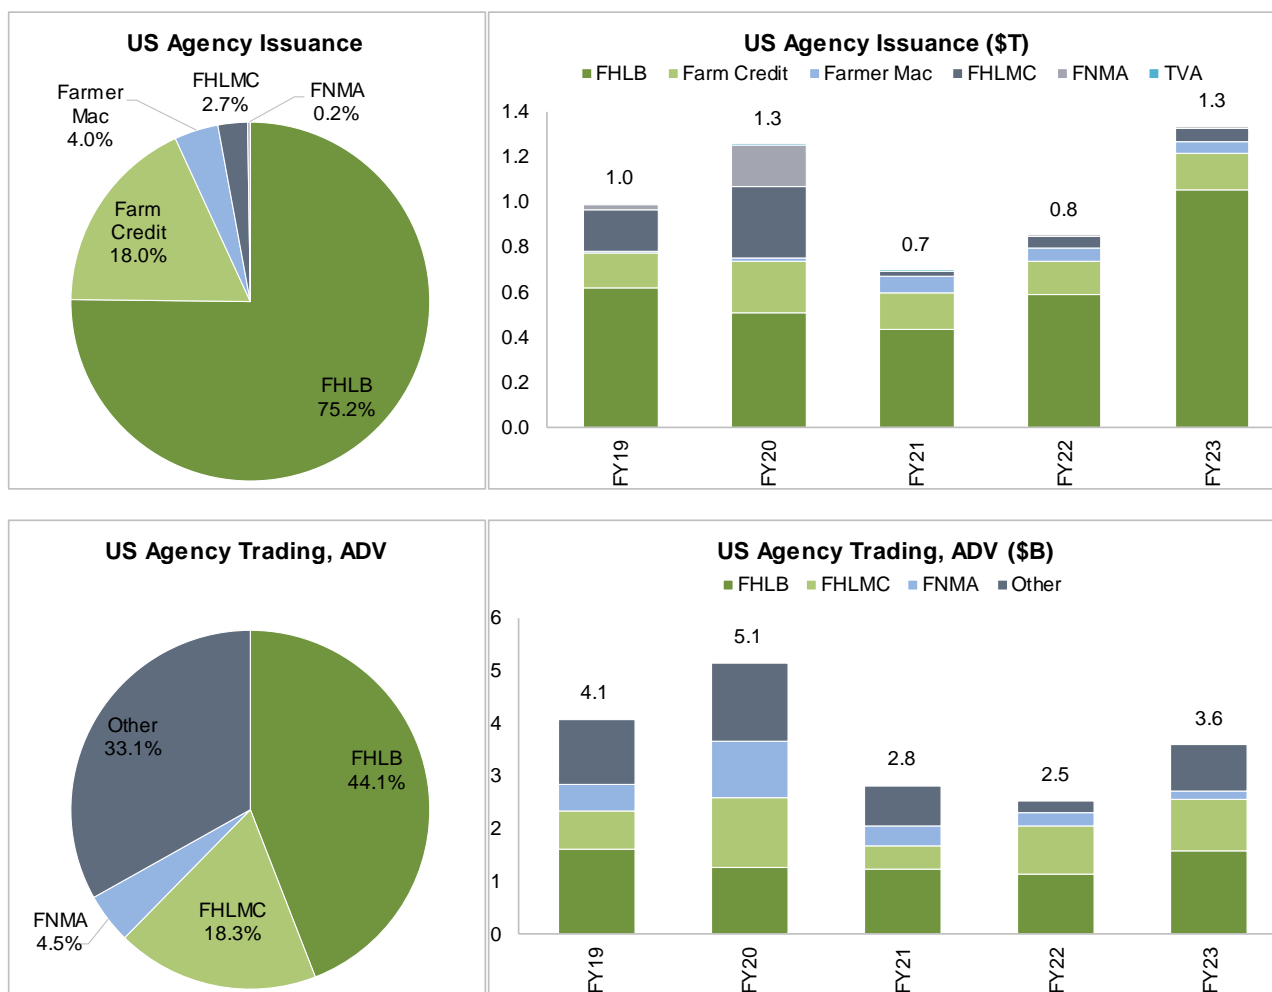 US Agency Issuance
FHLMC
2.7%
FNMA
0.2%
Farmer
Mac
4.0%
Farm
Credit
18.0%
FHLB
75.2%
US Agency Issuance ($T)
FHLB Farm Credit Farmer Mac FHLMC FNMA TVA
1.4
1.2
1.0
0.8
0.6
0.4
0.2
0.0
1.0
1.3
0.7
0.8
1.3
FY19
FY20
FY21
FY22
FY23
US Agency Trading, ADV
Other
33.1%
FHLB
44.1%
FHLMC
18.3%
FNMA
4.5%
US Agency Trading, ADV ($B)
FHLB FHLMC FNMA Other
6
5
4
3
2
1
0
4.1
5.1
2.8
2.5
3.6
FY19
FY20
FY21
FY22
FY23